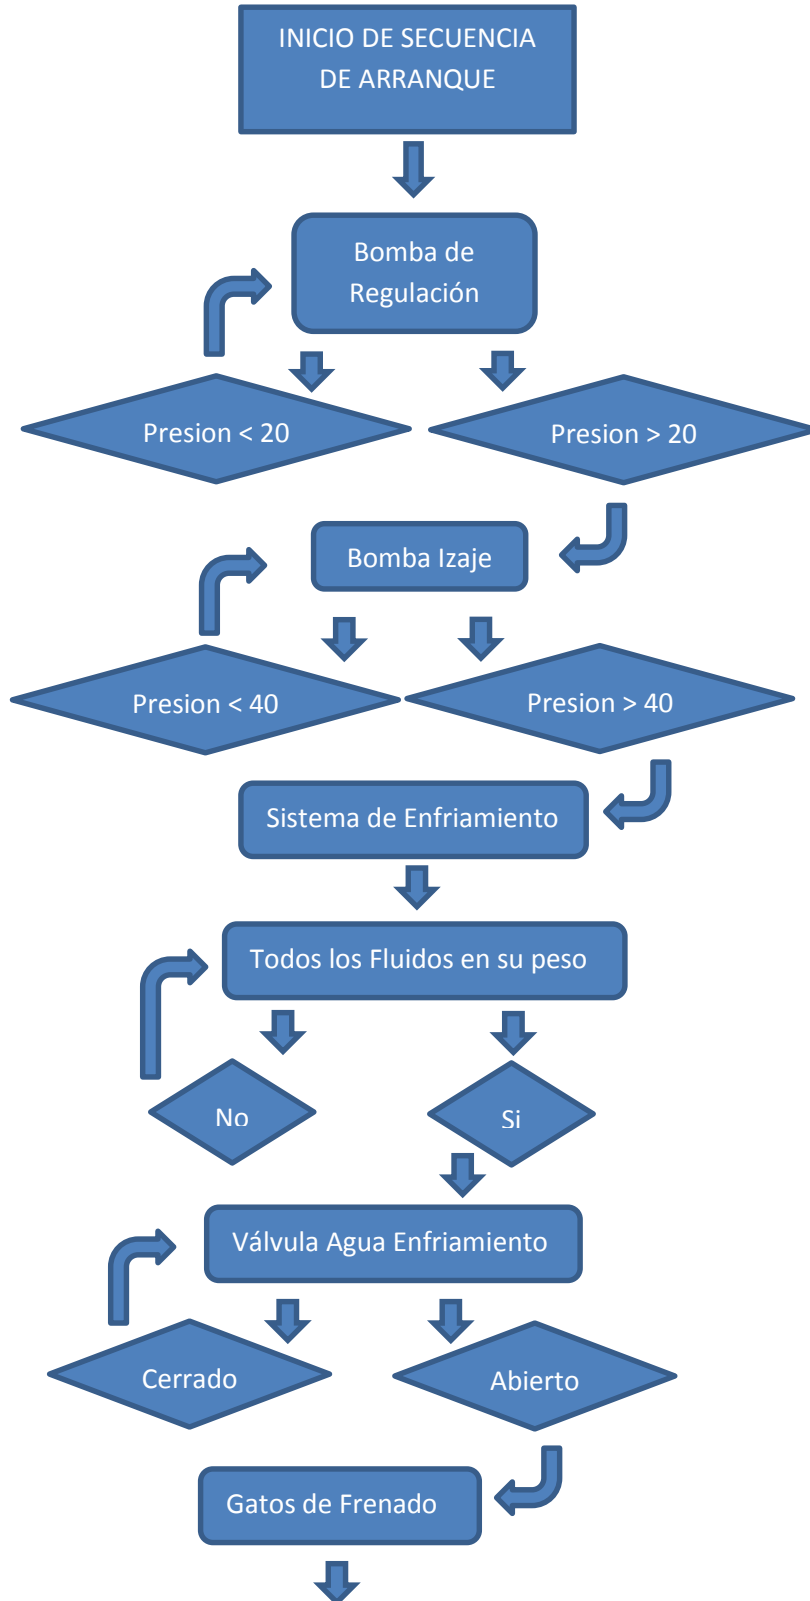 INICIO DE SECUENCIA
DE ARRANQUE
Bomba de
Regulación
Presion < 20
Presion > 20
Bomba Izaje
Presion < 40
Presion > 40
Sistema de Enfriamiento
Todos los Fluidos en su peso
No
Si
Válvula Agua Enfriamiento
Cerrado
Abierto
Gatos de Frenado